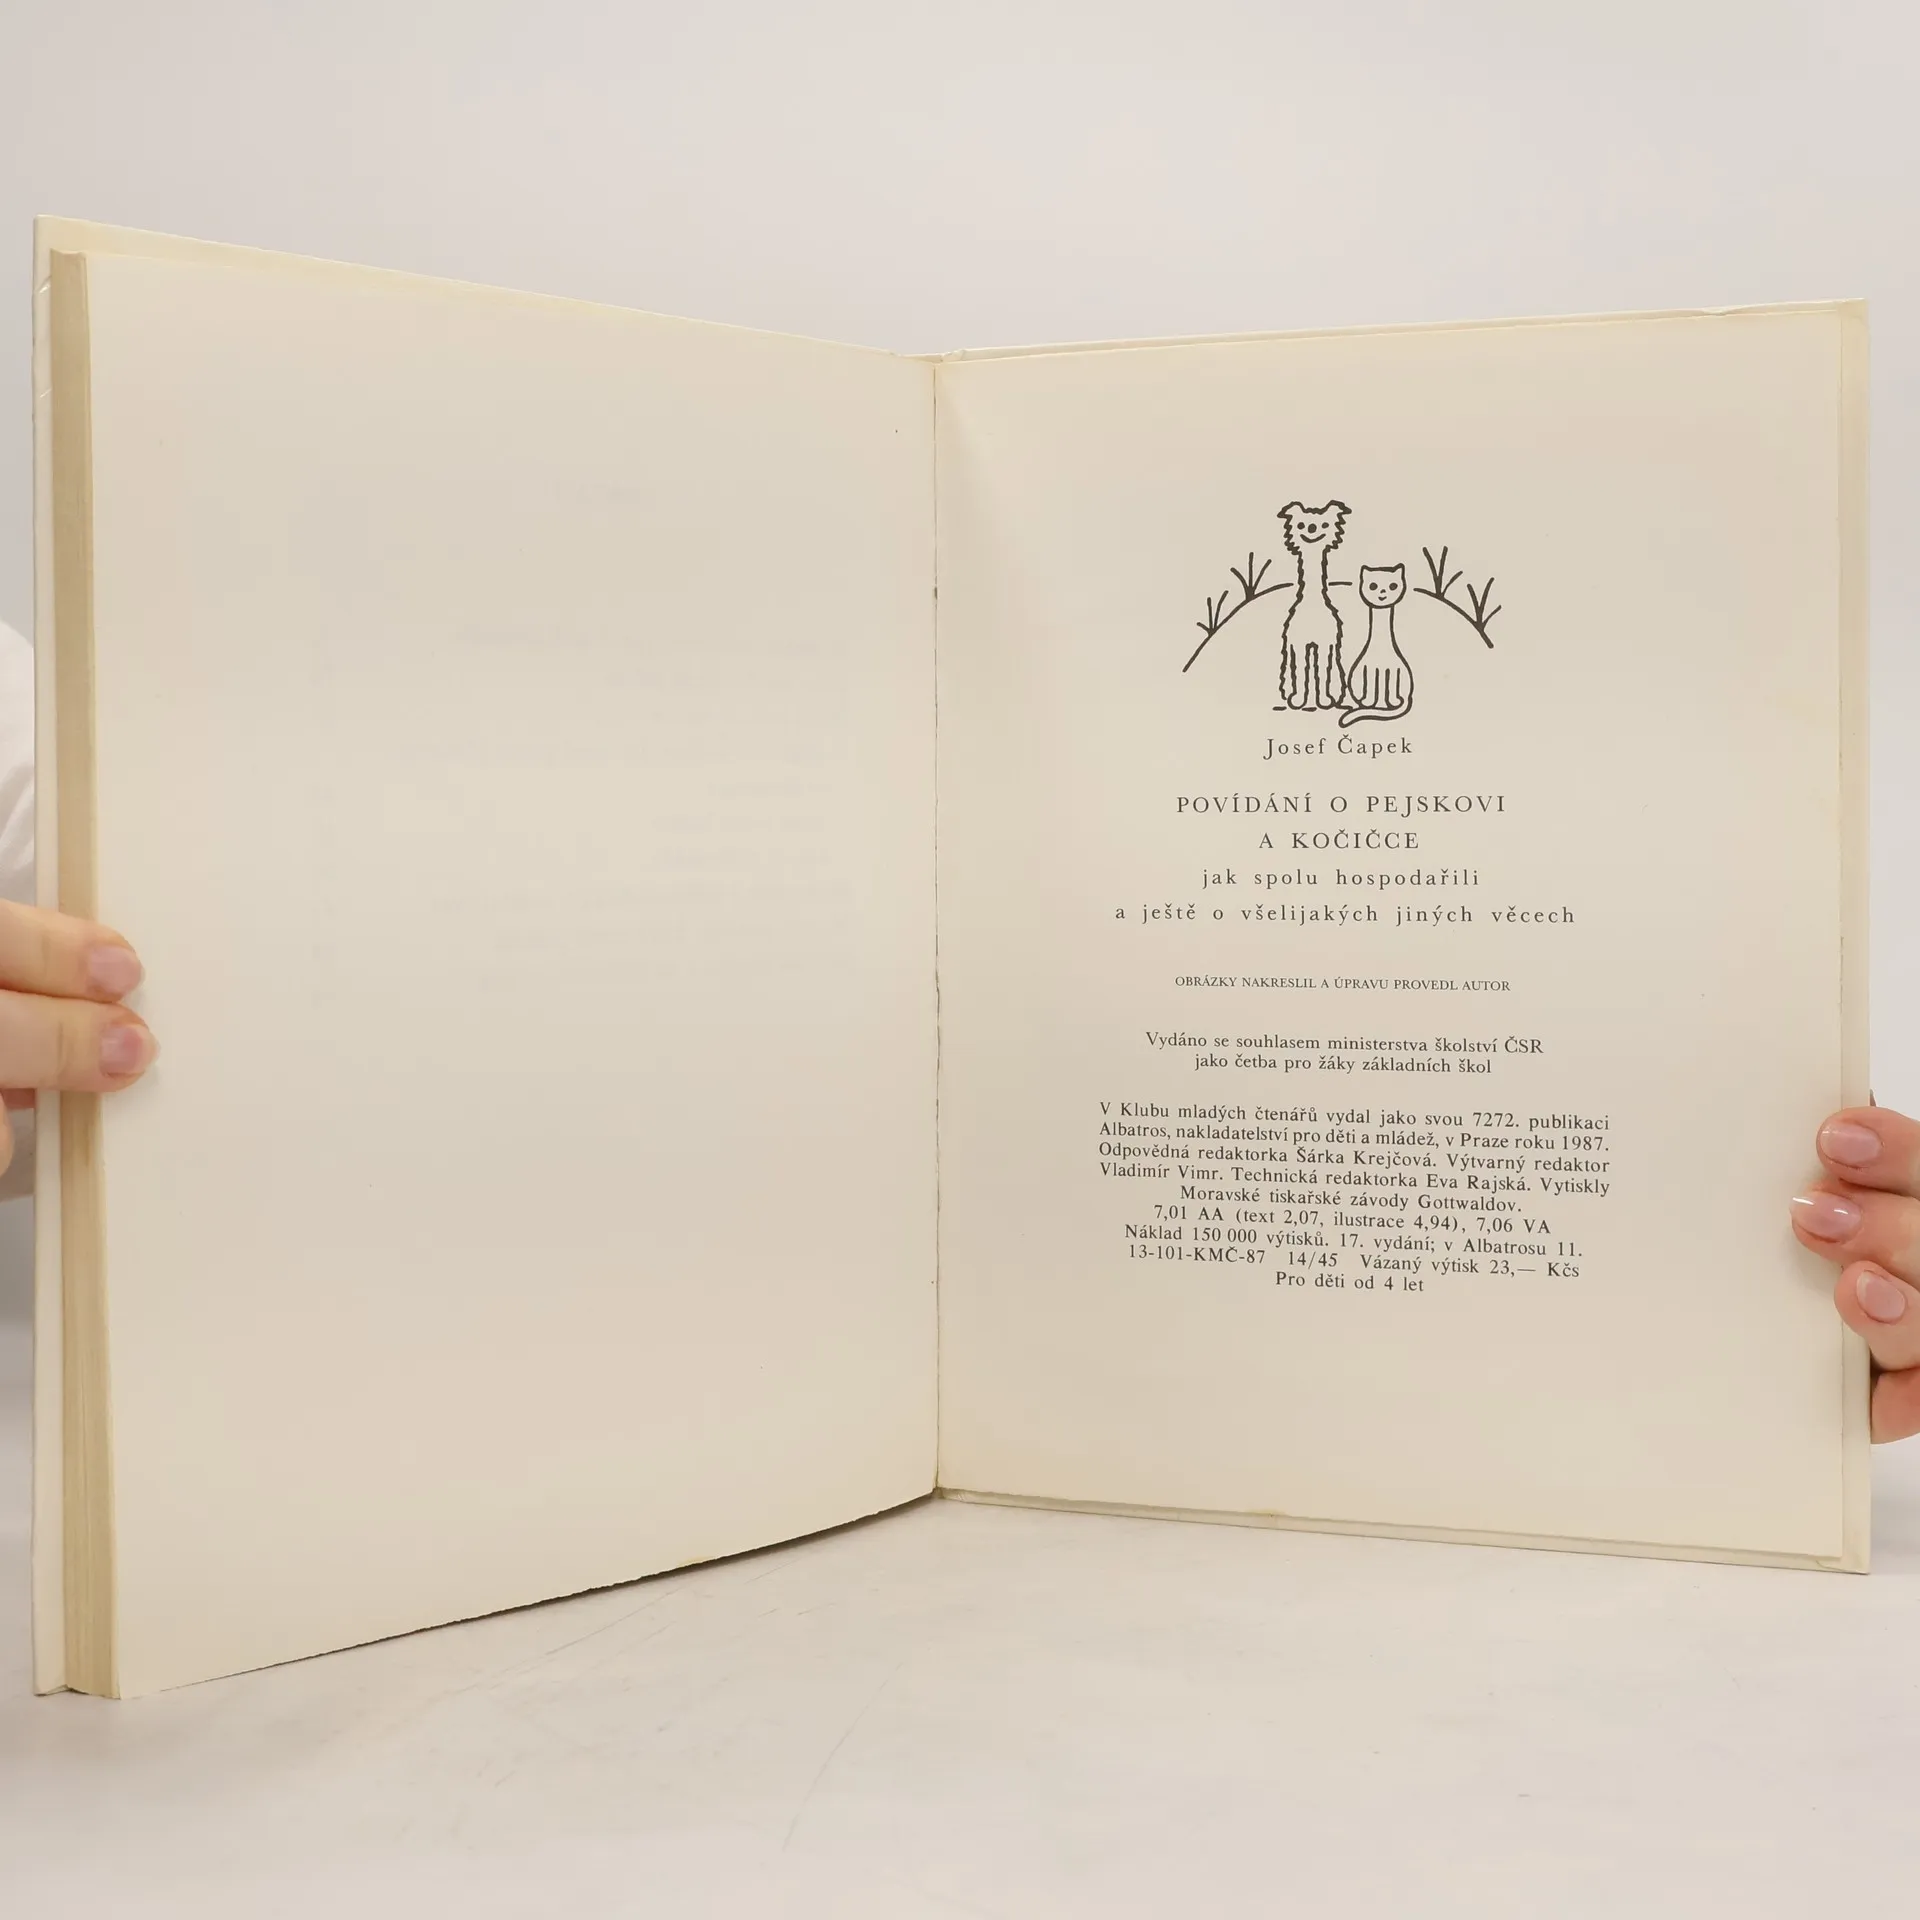 Josef Čapek
POVÍDÁNÍ O PEJSKOVI
A KOČIČCE
jak spolu hospodařili
a ještě o všelijakých jiných věcech
OBRÁZKY NAKRESLIL A ÚPRAVU PROVEDL AUTOR
Vydáno se souhlasem ministerstva školství ČSR
jako četba pro žáky základních škol
V Klubu mladých čtenářů vydal jako svou 7272. publikaci
Albatros, nakladatelství pro děti a mládež, v Praze roku 1987.
Odpovědná redaktorka Šárka Krejčová. Výtvarný redaktor
Vladimír Vimr. Technická redaktorka Eva Rajská. Vytiskly
Moravské tiskařské závody Gottwaldov.
7,01 AA (text 2,07, ilustrace 4,94), 7,06 VA
Náklad 150 000 výtisků. 17. vydání; v Albatrosu 11.
13-101-KMČ-87 14/45 Vázaný výtisk 23,— Kčs
Pro děti od 4 let